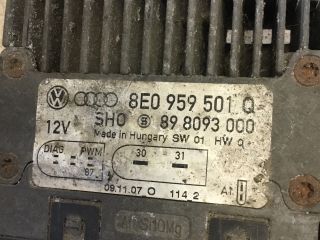 8E0 959 501 Q
12V SHO 89 8093 000
Made in Hungary SW 01 HW
DIAG PWM 30 31
87
09.11.07 O 114 2 A1